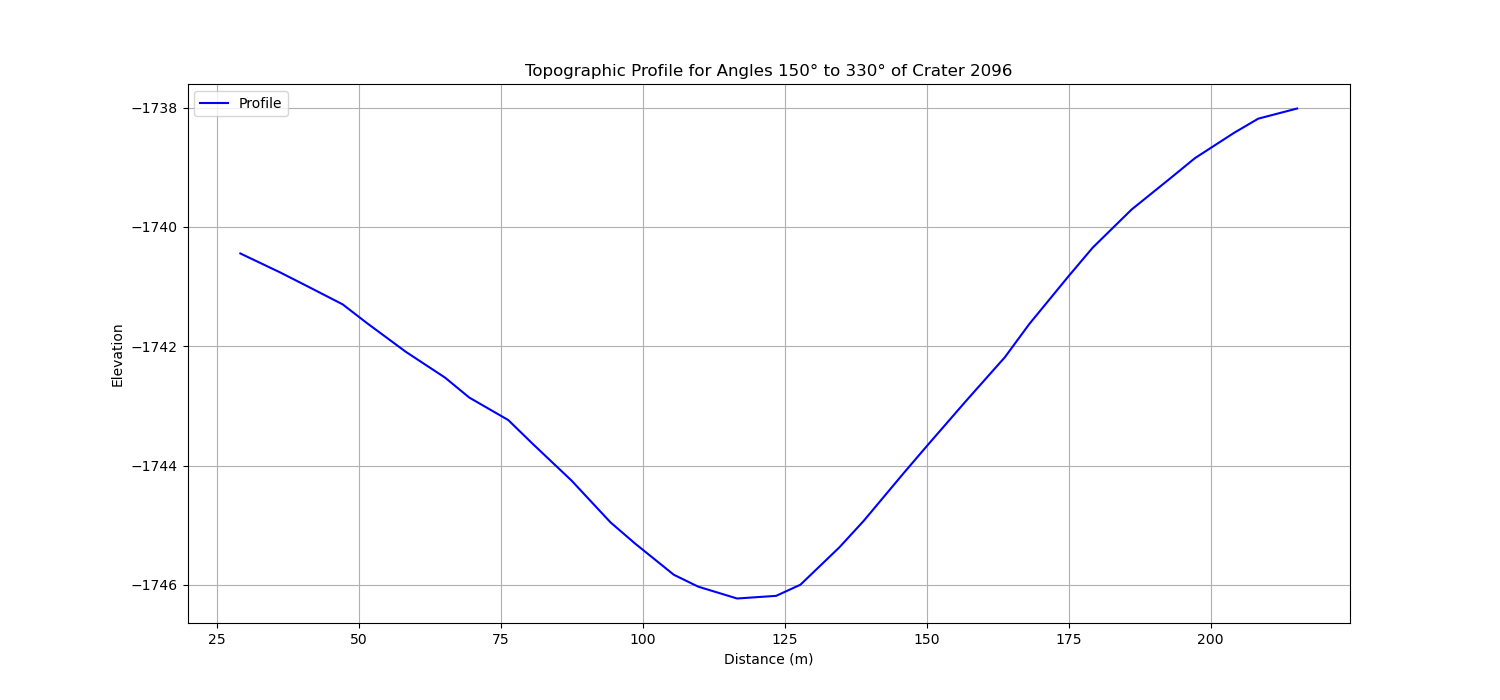 Topographic Profile for Angles 150° to 330° of Crater 2096
Profile
−1738
−1740
−1742
−1744
−1746
Elevation
25 50 75 100 125 150 175 200
Distance (m)